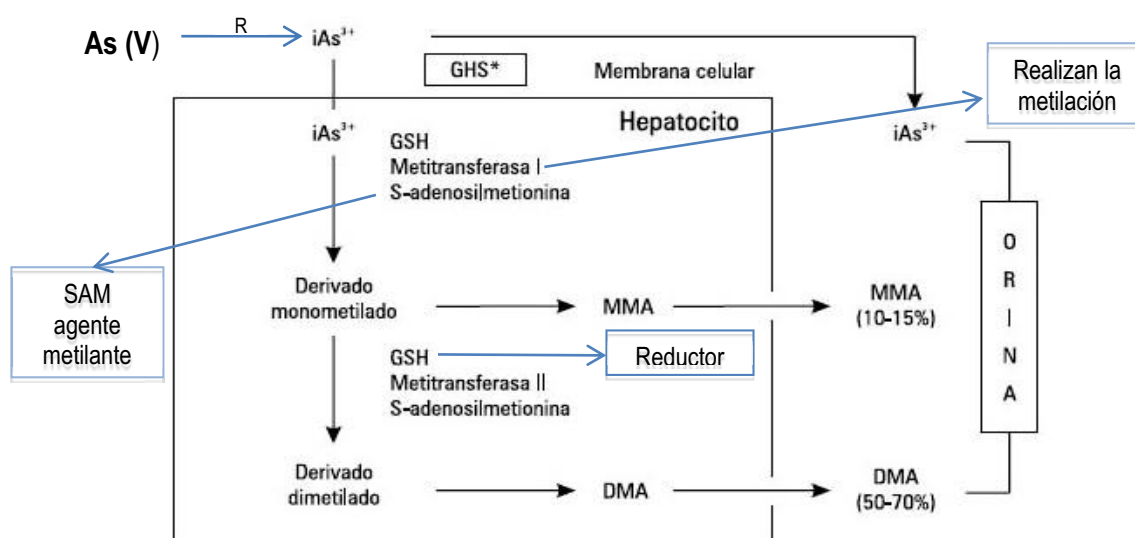 As (V)
R
iAs³⁺
GHS*
Membrana celular
Realizan la
metilación
iAs³⁺
Hepatocito
iAs³⁺
GSH
Metitransferasa I
S-adenosilmetionina
SAM
agente
metilante
Derivado
monometilado
MMA
MMA
(10-15%)
O
R
I
N
A
GSH
Metitransferasa II
S-adenosilmetionina
Reductor
Derivado
dimetilado
DMA
DMA
(50-70%)